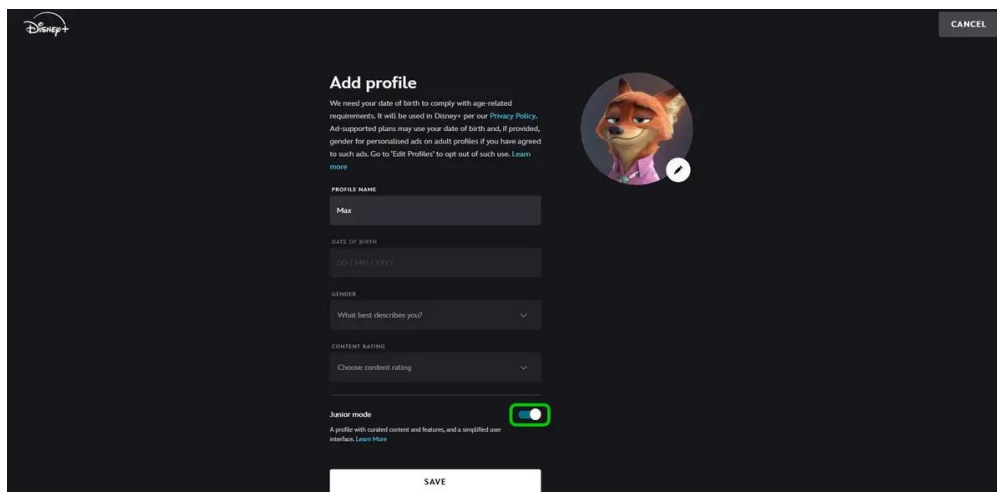 Disney+
CANCEL
Add profile
We need your date of birth to comply with age-related
requirements. It will be used in Disney+ per our Privacy Policy.
Ad-supported plans may use your date of birth and, if provided,
gender for personalised ads on adult profiles if you have agreed
to such ads. Go to 'Edit Profiles' to opt out of such use. Learn
more
PROFILE NAME
Max
DATE OF BIRTH
DD / MM / YYYY
GENDER
What best describes you?
CONTENT RATING
Choose content rating
Junior mode
A profile with curated content and features, and a simplified user
interface. Learn More
SAVE